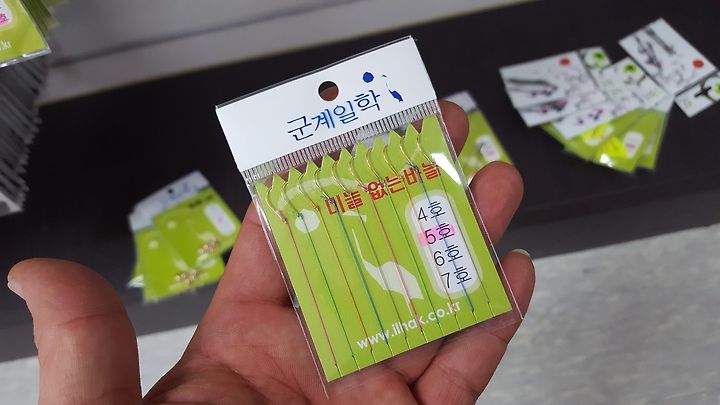 군계일학
미늘 없는바늘
4호
5호
6호
7호
www.ilhak.co.kr